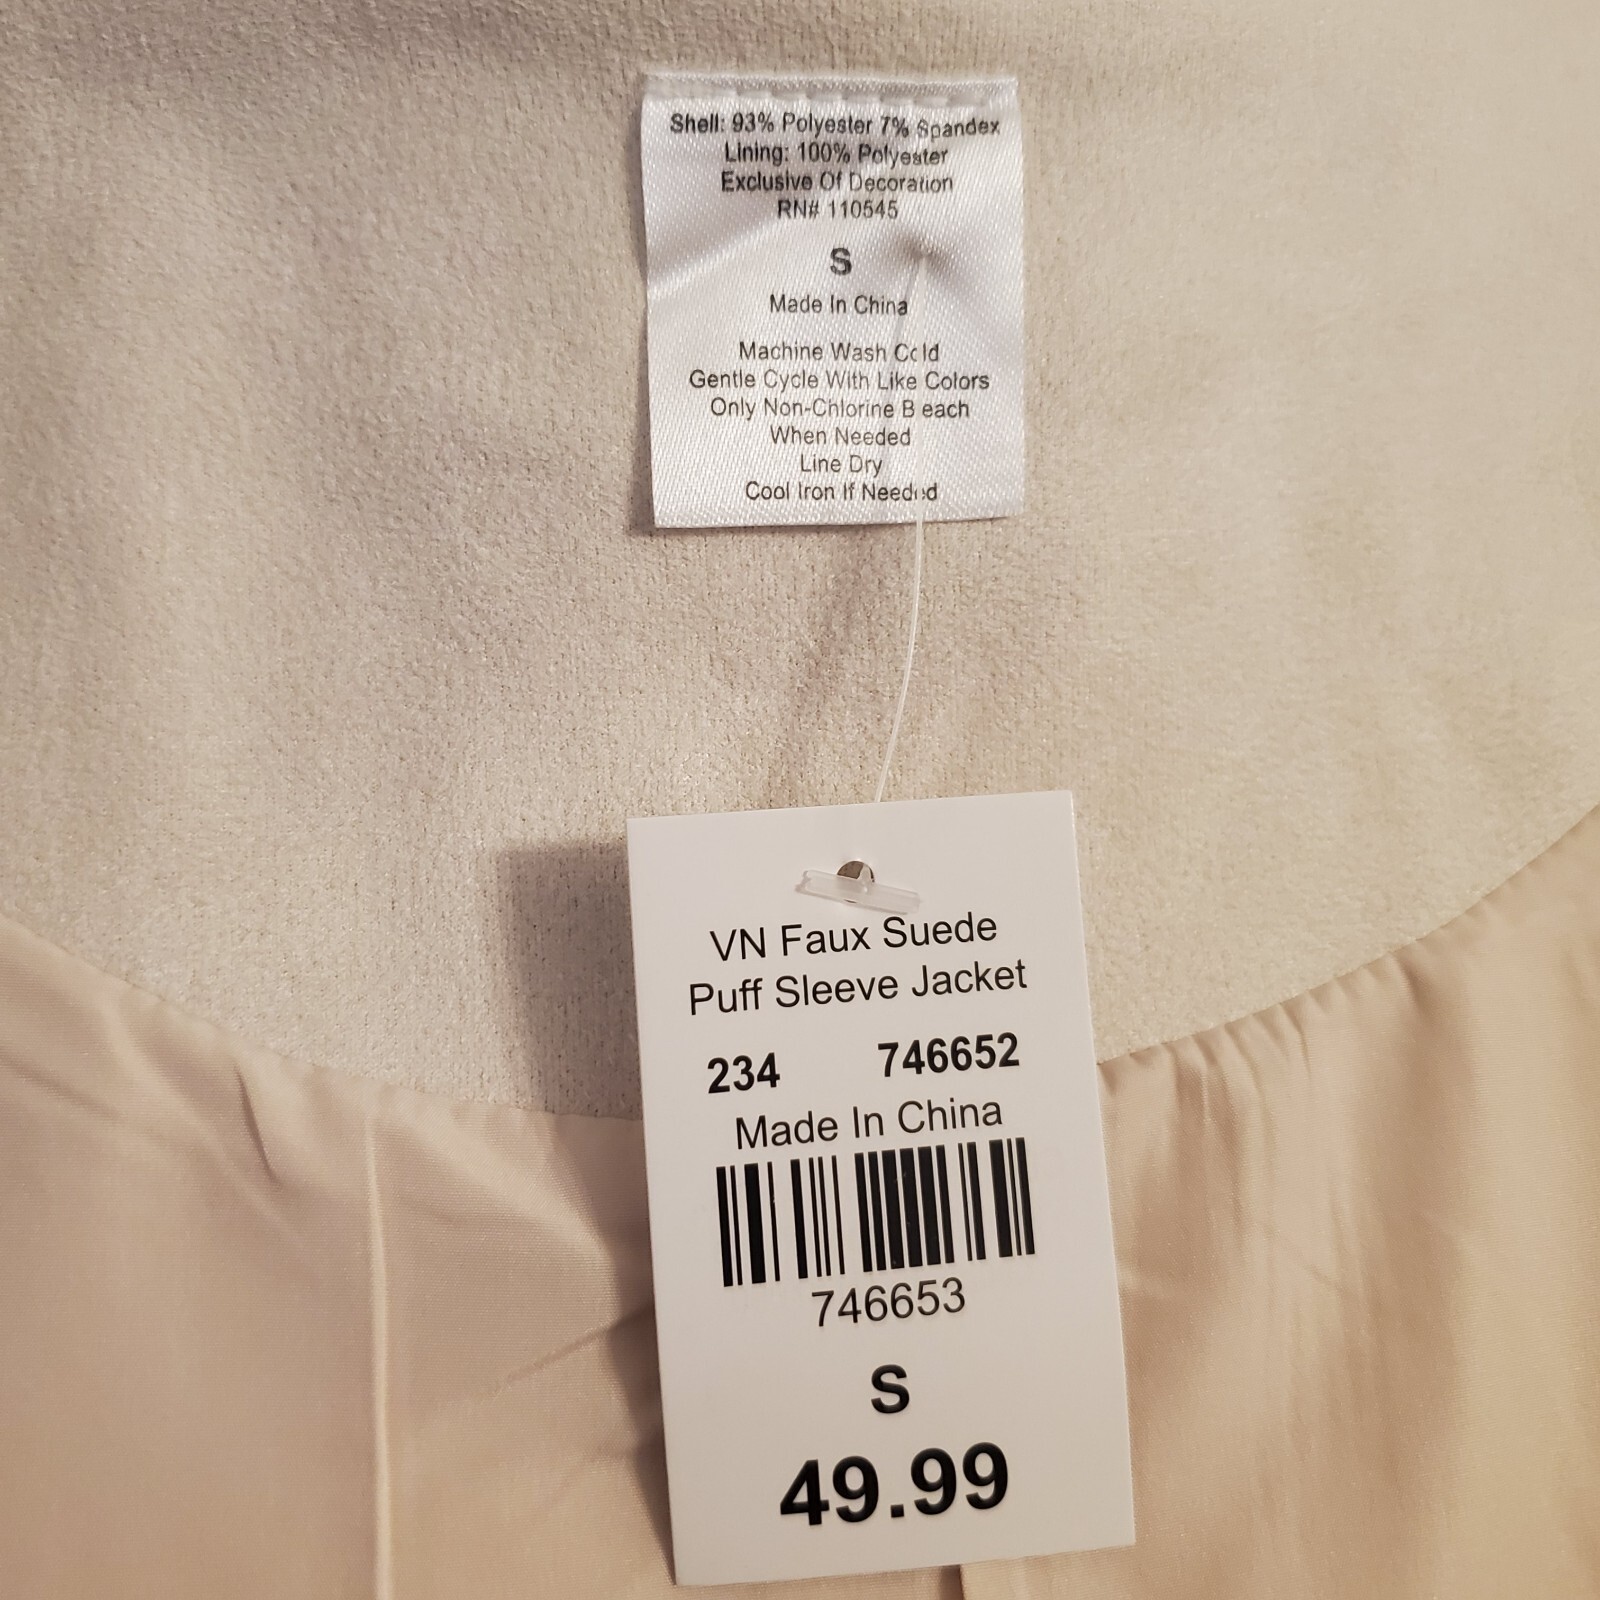 Shell: 93% Polyester 7% Spandex
Lining: 100% Polyester
Exclusive Of Decoration
RN# 110545
S
Made In China
Machine Wash Cold
Gentle Cycle With Like Colors
Only Non-Chlorine Bleach
When Needed
Line Dry
Cool Iron If Needed
VN Faux Suede
Puff Sleeve Jacket
234 746652
Made In China
746653
S
49.99